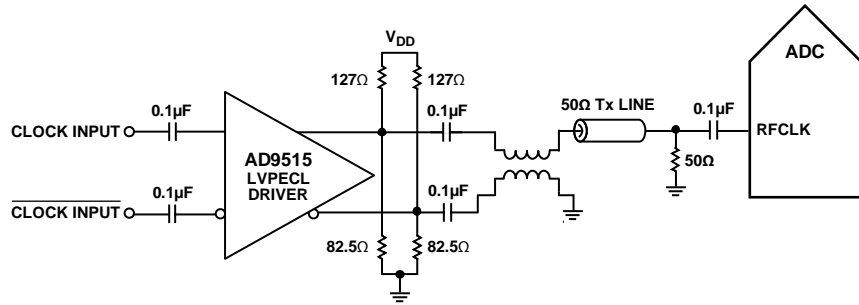 V_DD
127Ω 127Ω
0.1µF
CLOCK INPUT
AD9515
LVPECL
DRIVER
0.1µF
CLOCK INPUT
0.1µF
0.1µF
82.5Ω 82.5Ω
50Ω Tx LINE
0.1µF
50Ω
ADC
RFCLK